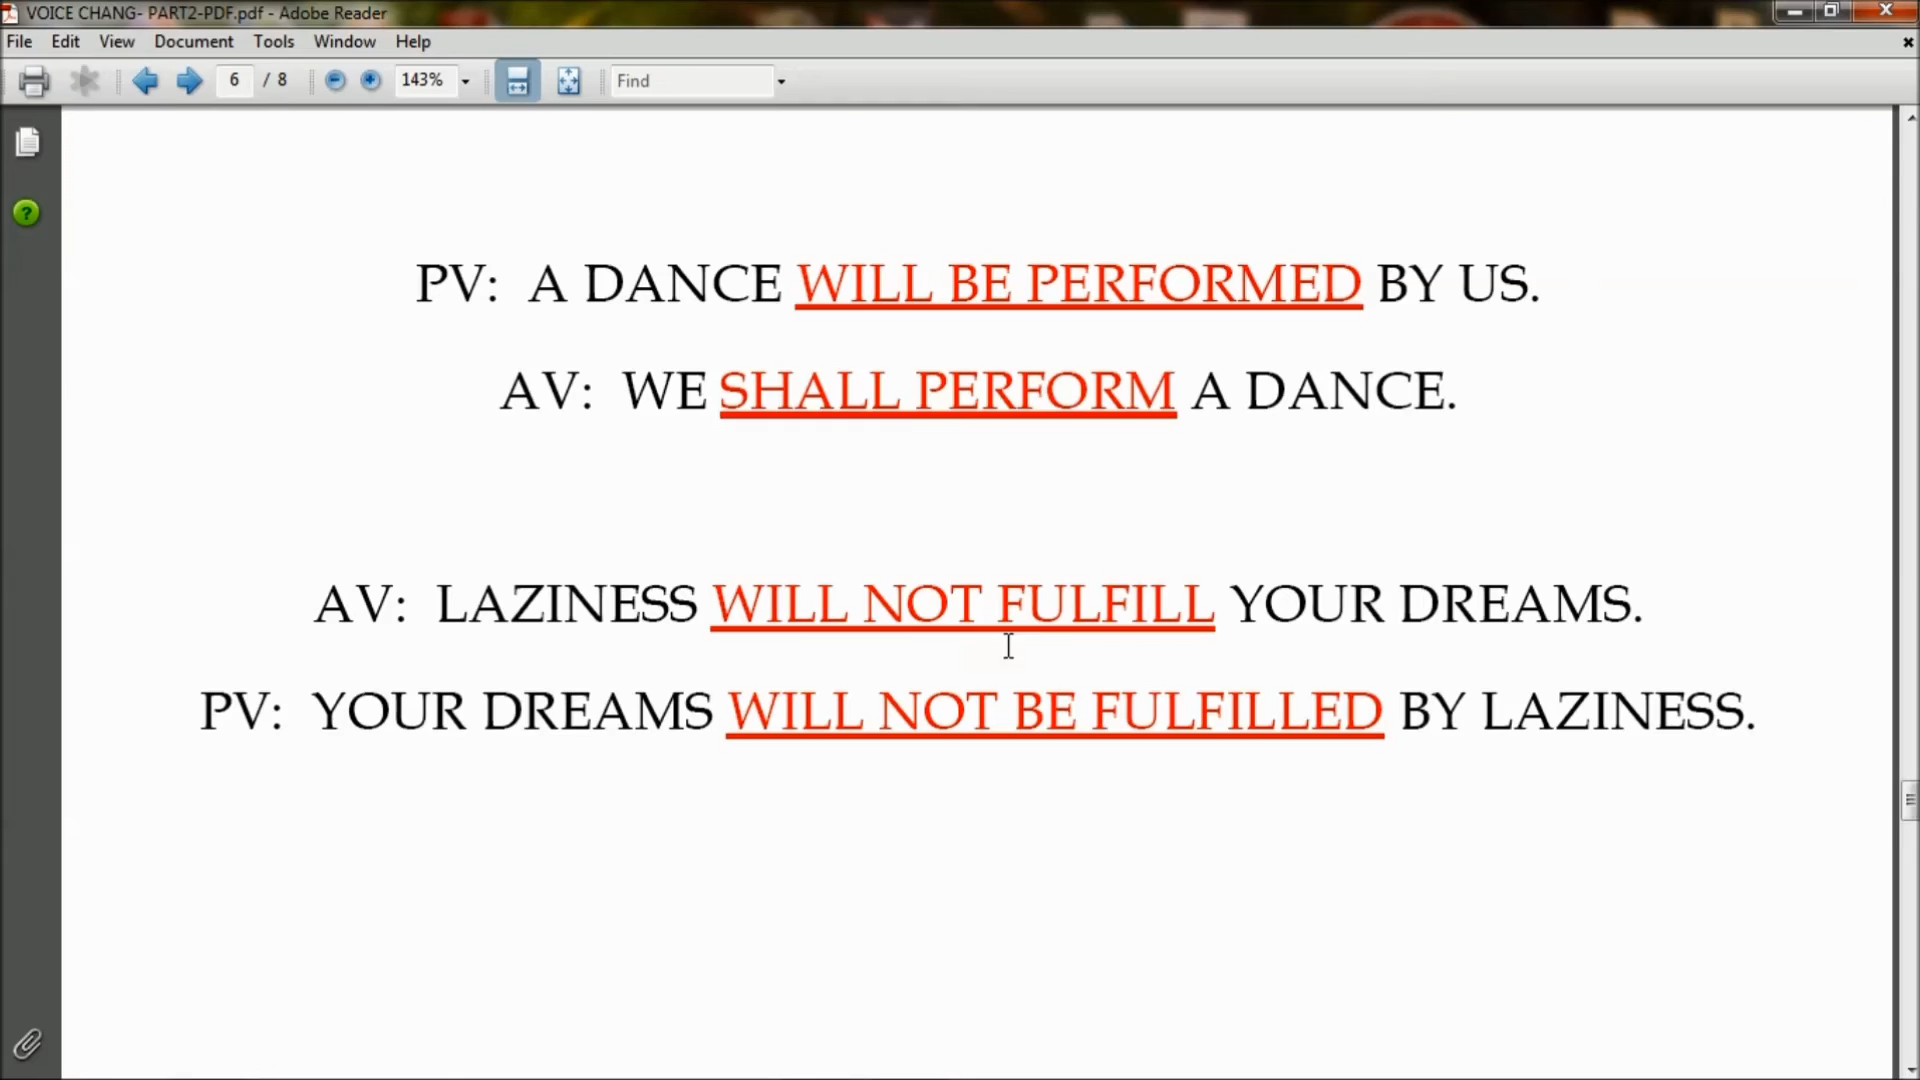 VOICE CHANG- PART2-PDF.pdf - Adobe Reader
File Edit View Document Tools Window Help
6 / 8 143% Find
PV: A DANCE WILL BE PERFORMED BY US.
AV: WE SHALL PERFORM A DANCE.
AV: LAZINESS WILL NOT FULFILL YOUR DREAMS.
PV: YOUR DREAMS WILL NOT BE FULFILLED BY LAZINESS.